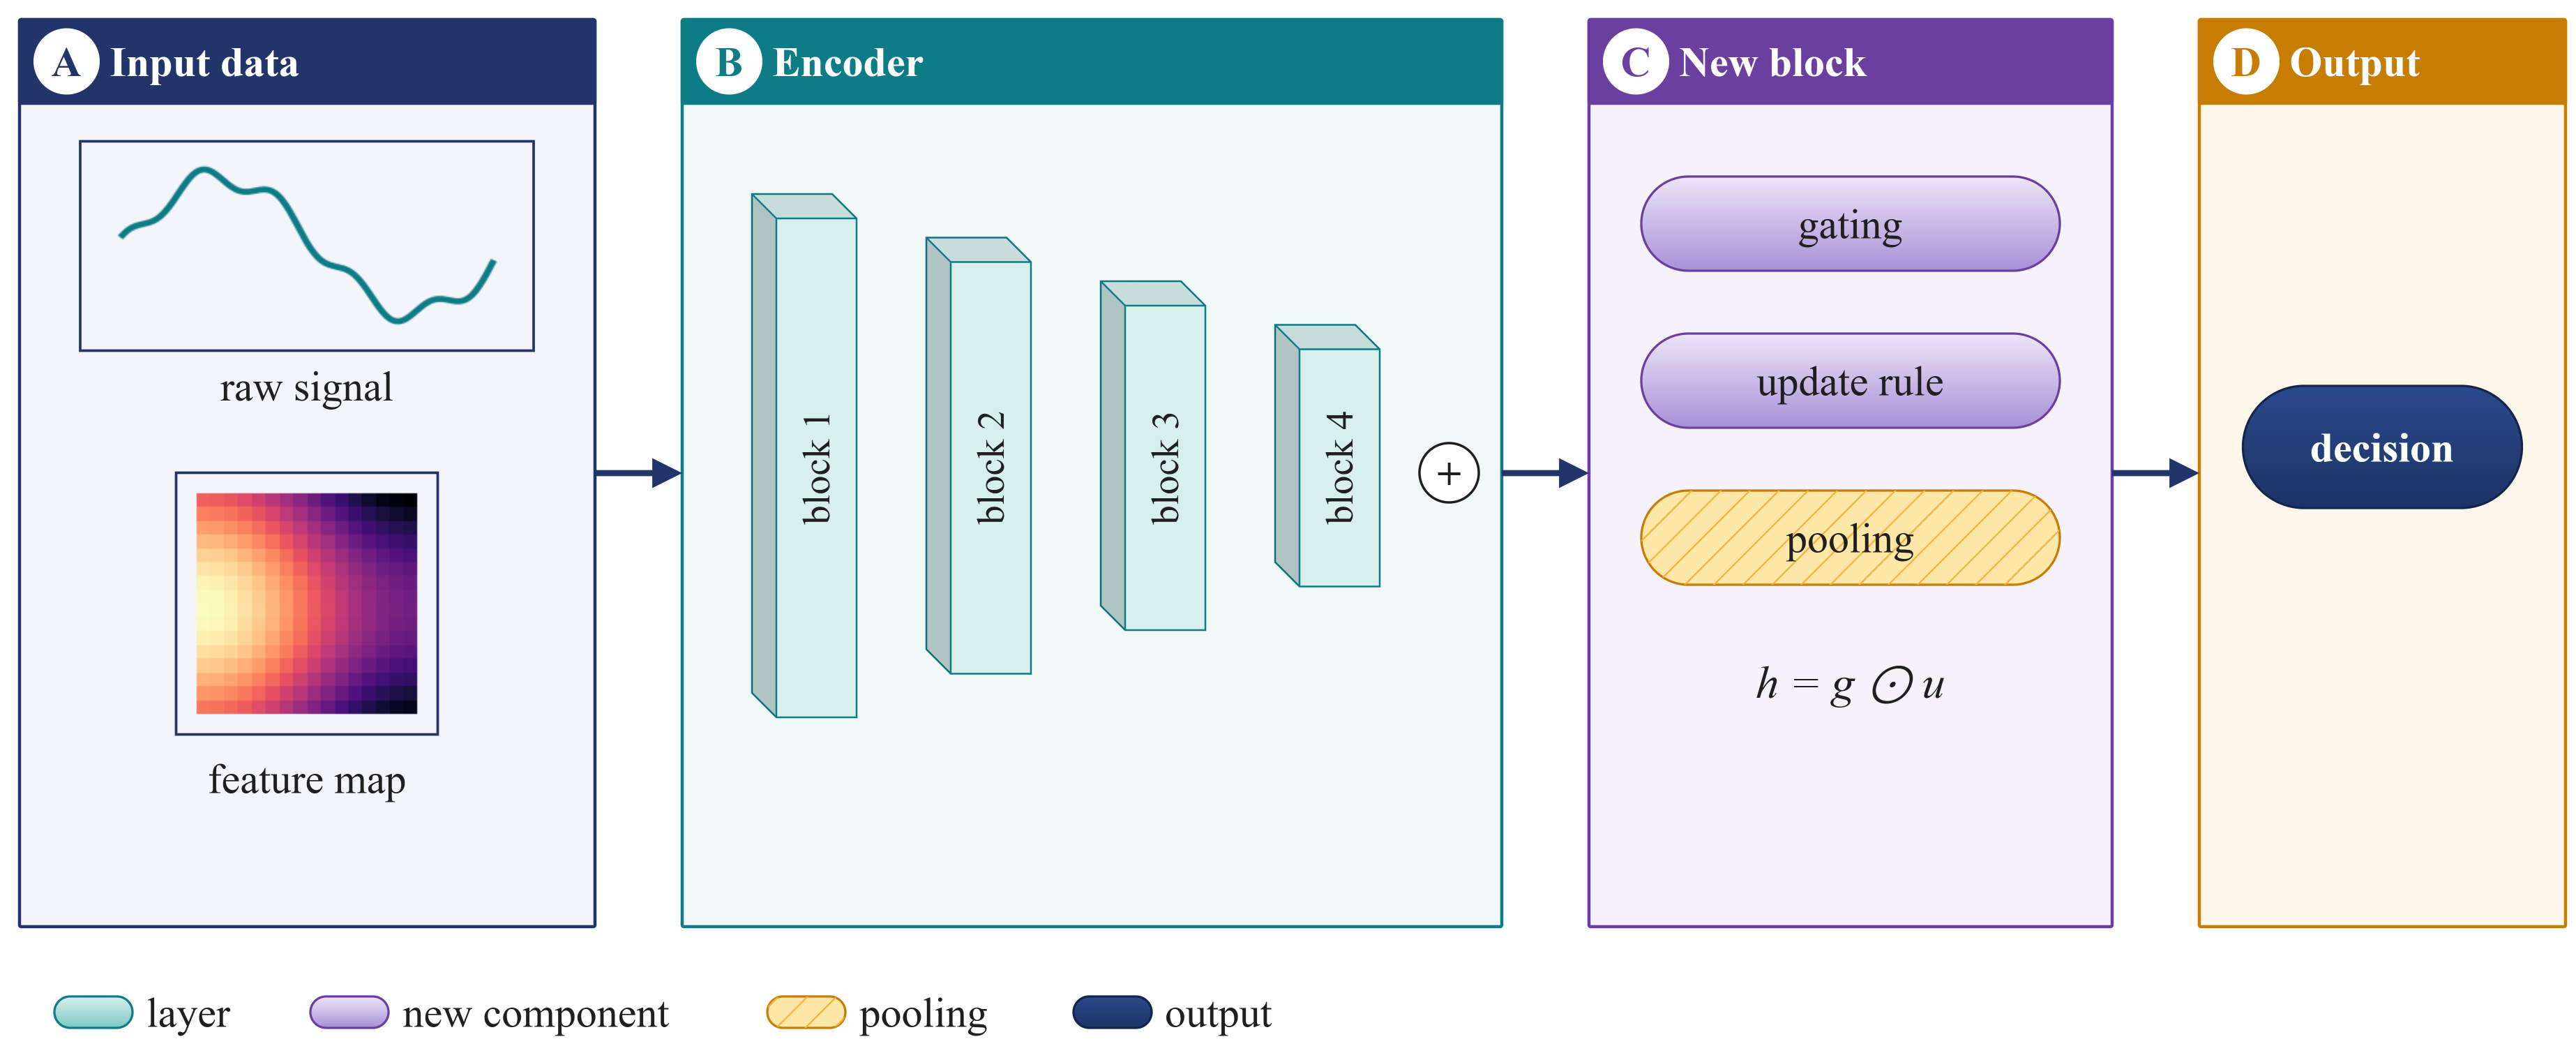 A Input data
raw signal
feature map
B Encoder
block 1
block 2
block 3
block 4
+
C New block
gating
update rule
pooling
h = g ⊙ u
D Output
decision
layer
new component
pooling
output